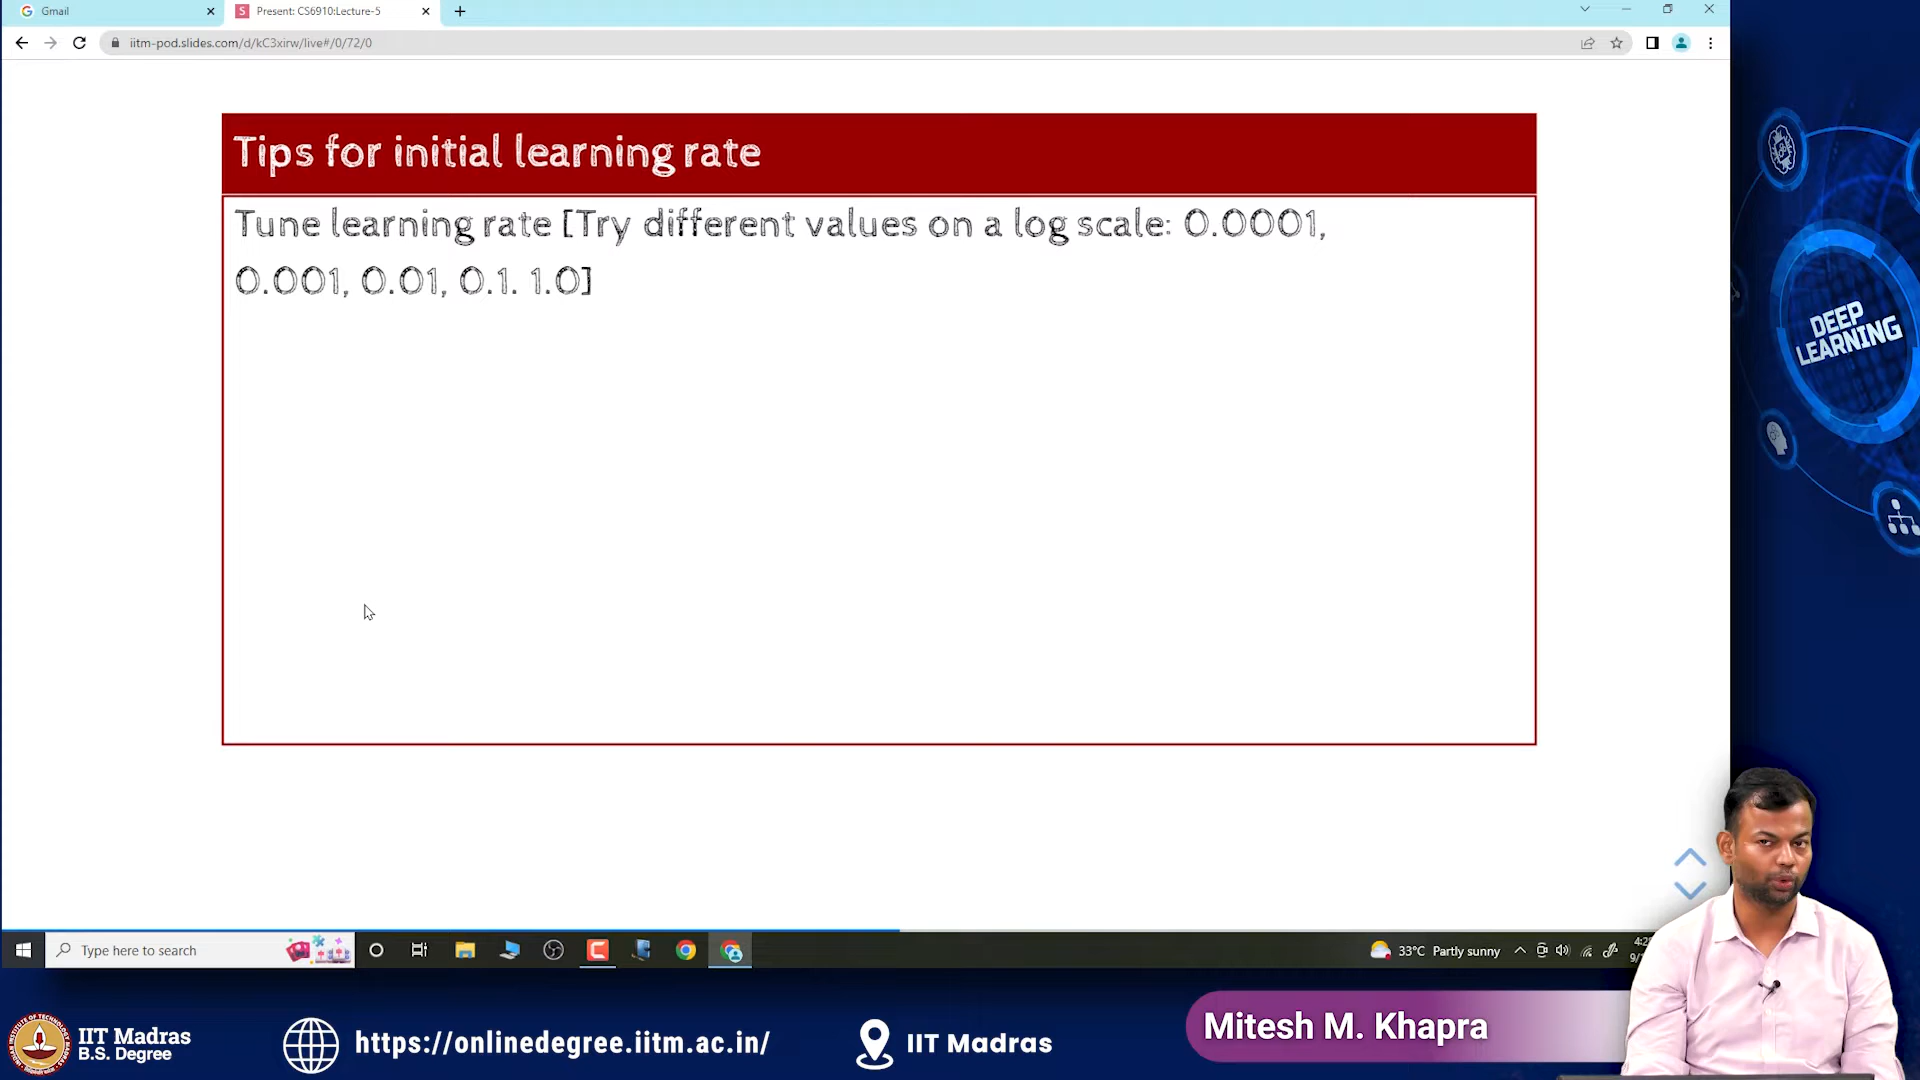 Gmail
Present: CS6910:Lecture-5
iitm-pod.slides.com/d/kC3xirw/live#/0/72/0
Tips for initial learning rate
Tune learning rate [Try different values on a log scale: 0.0001,
0.001, 0.01, 0.1. 1.0]
DEEP
LEARNING
Type here to search
33°C Partly sunny
IIT Madras
B.S. Degree
https://onlinedegree.iitm.ac.in/
IIT Madras
Mitesh M. Khapra